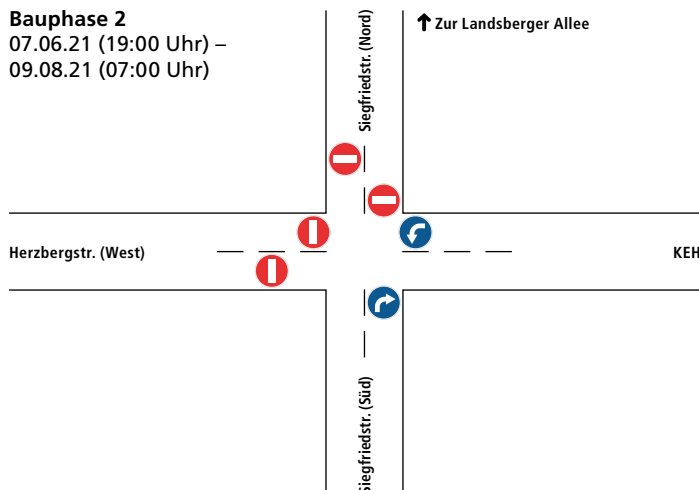 Bauphase 2
07.06.21 (19:00 Uhr) –
09.08.21 (07:00 Uhr)
Siegfriedstr. (Nord)
Zur Landsberger Allee
Herzbergstr. (West)
KEH
Siegfriedstr. (Süd)